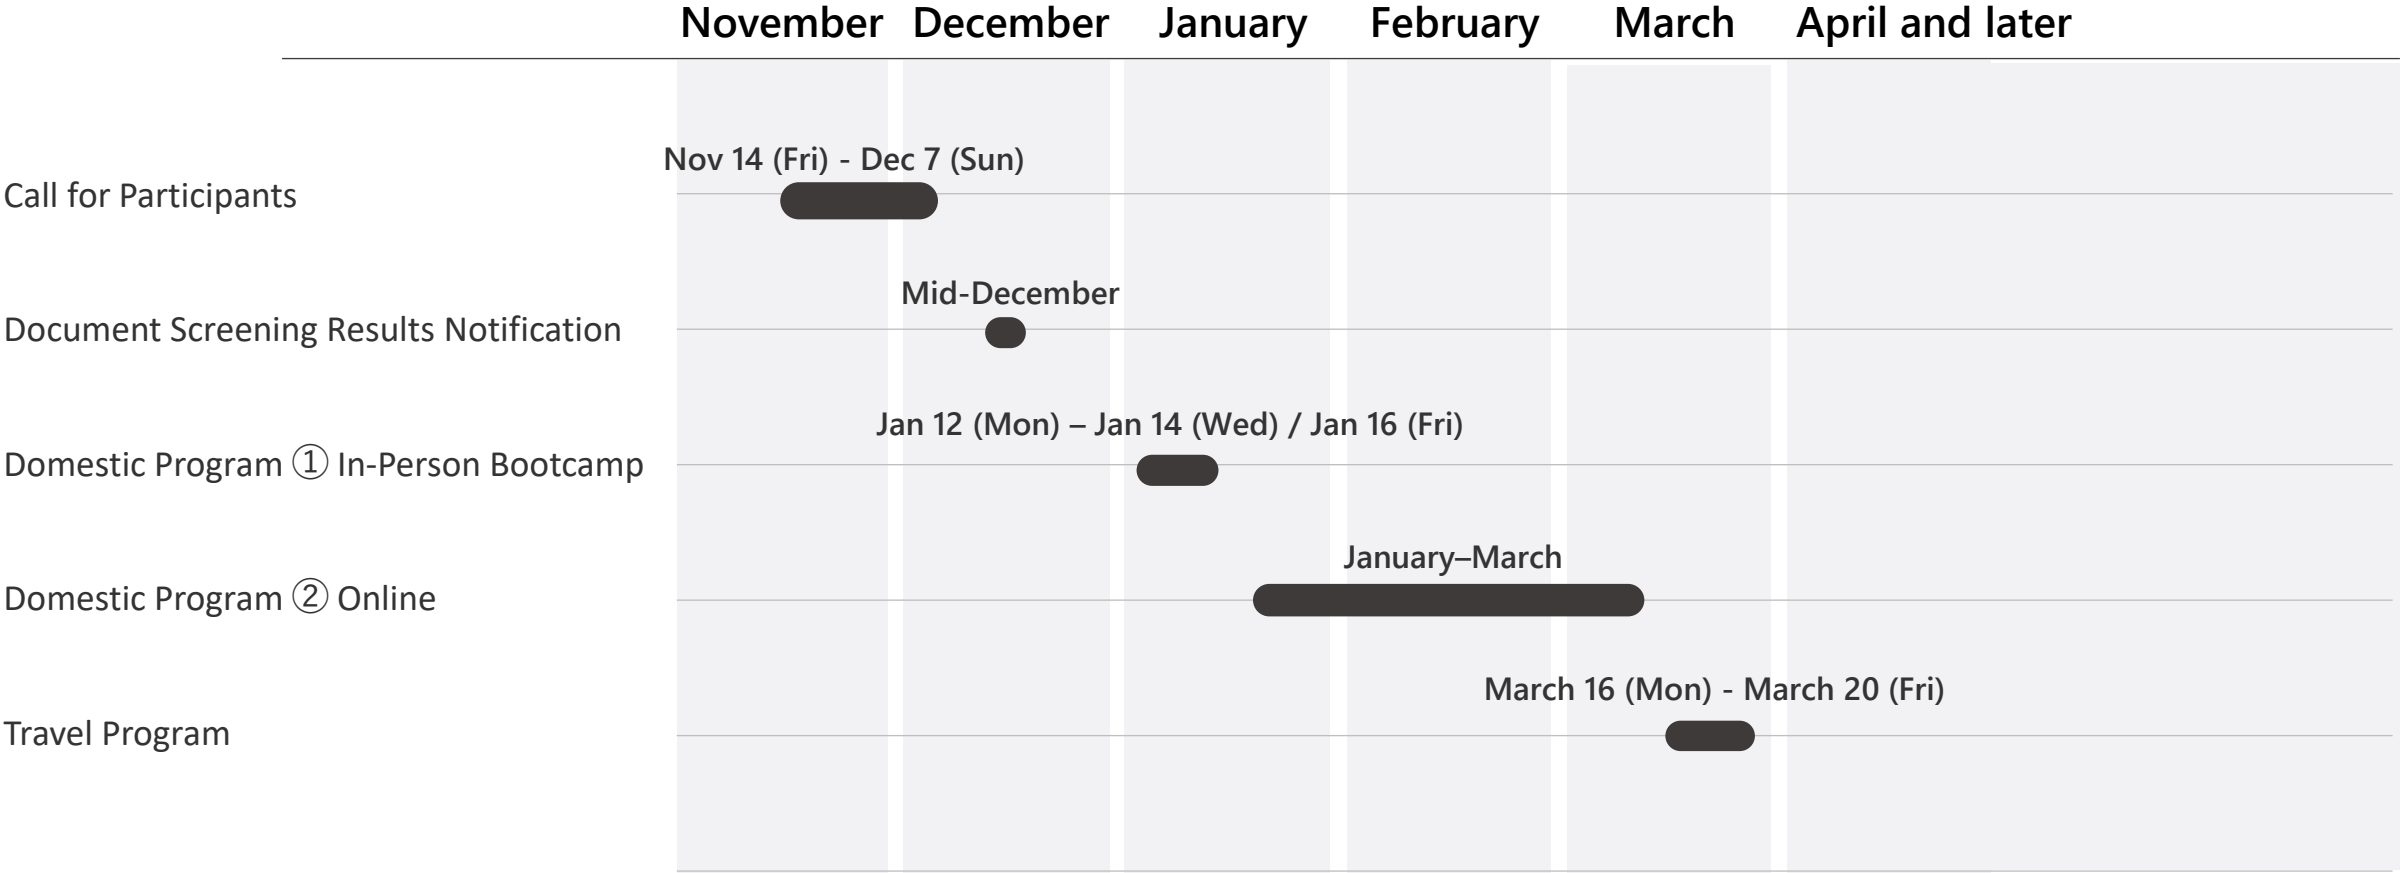 November December January February March April and later
Nov 14 (Fri) - Dec 7 (Sun)
Call for Participants
Mid-December
Document Screening Results Notification
Jan 12 (Mon) – Jan 14 (Wed) / Jan 16 (Fri)
Domestic Program ① In-Person Bootcamp
January–March
Domestic Program ② Online
March 16 (Mon) - March 20 (Fri)
Travel Program